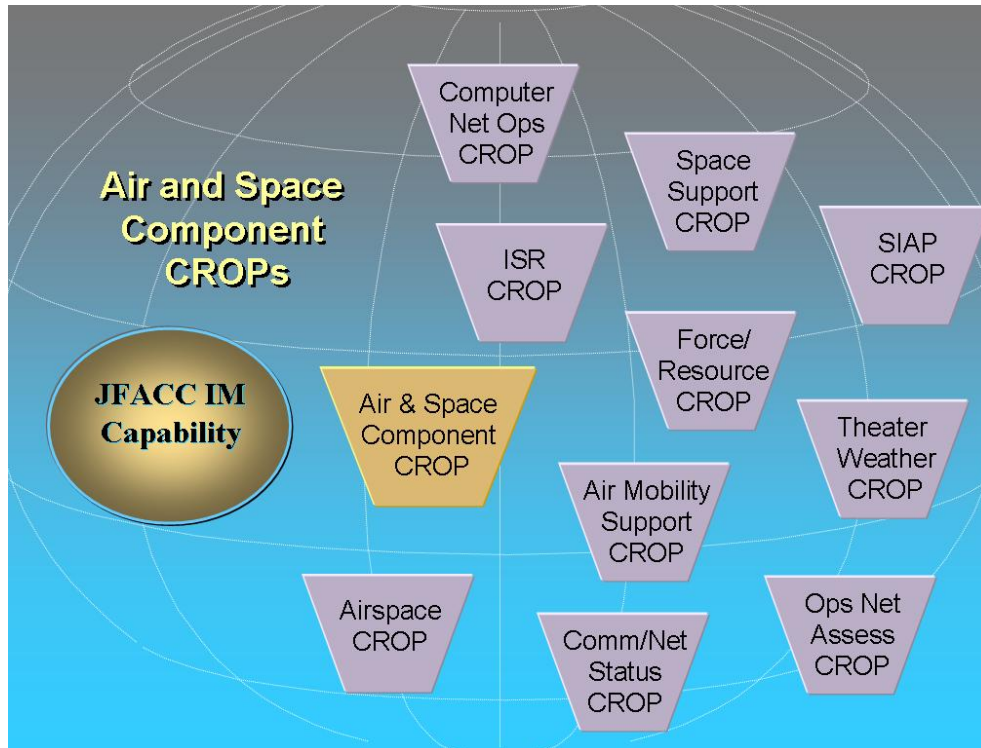 Computer
Net Ops
CROP
Space
Support
CROP
Air and Space
Component
CROPs
SIAP
CROP
ISR
CROP
Force/
Resource
CROP
JFACC IM
Capability
Air & Space
Component
CROP
Theater
Weather
CROP
Air Mobility
Support
CROP
Airspace
CROP
Comm/Net
Status
CROP
Ops Net
Assess
CROP